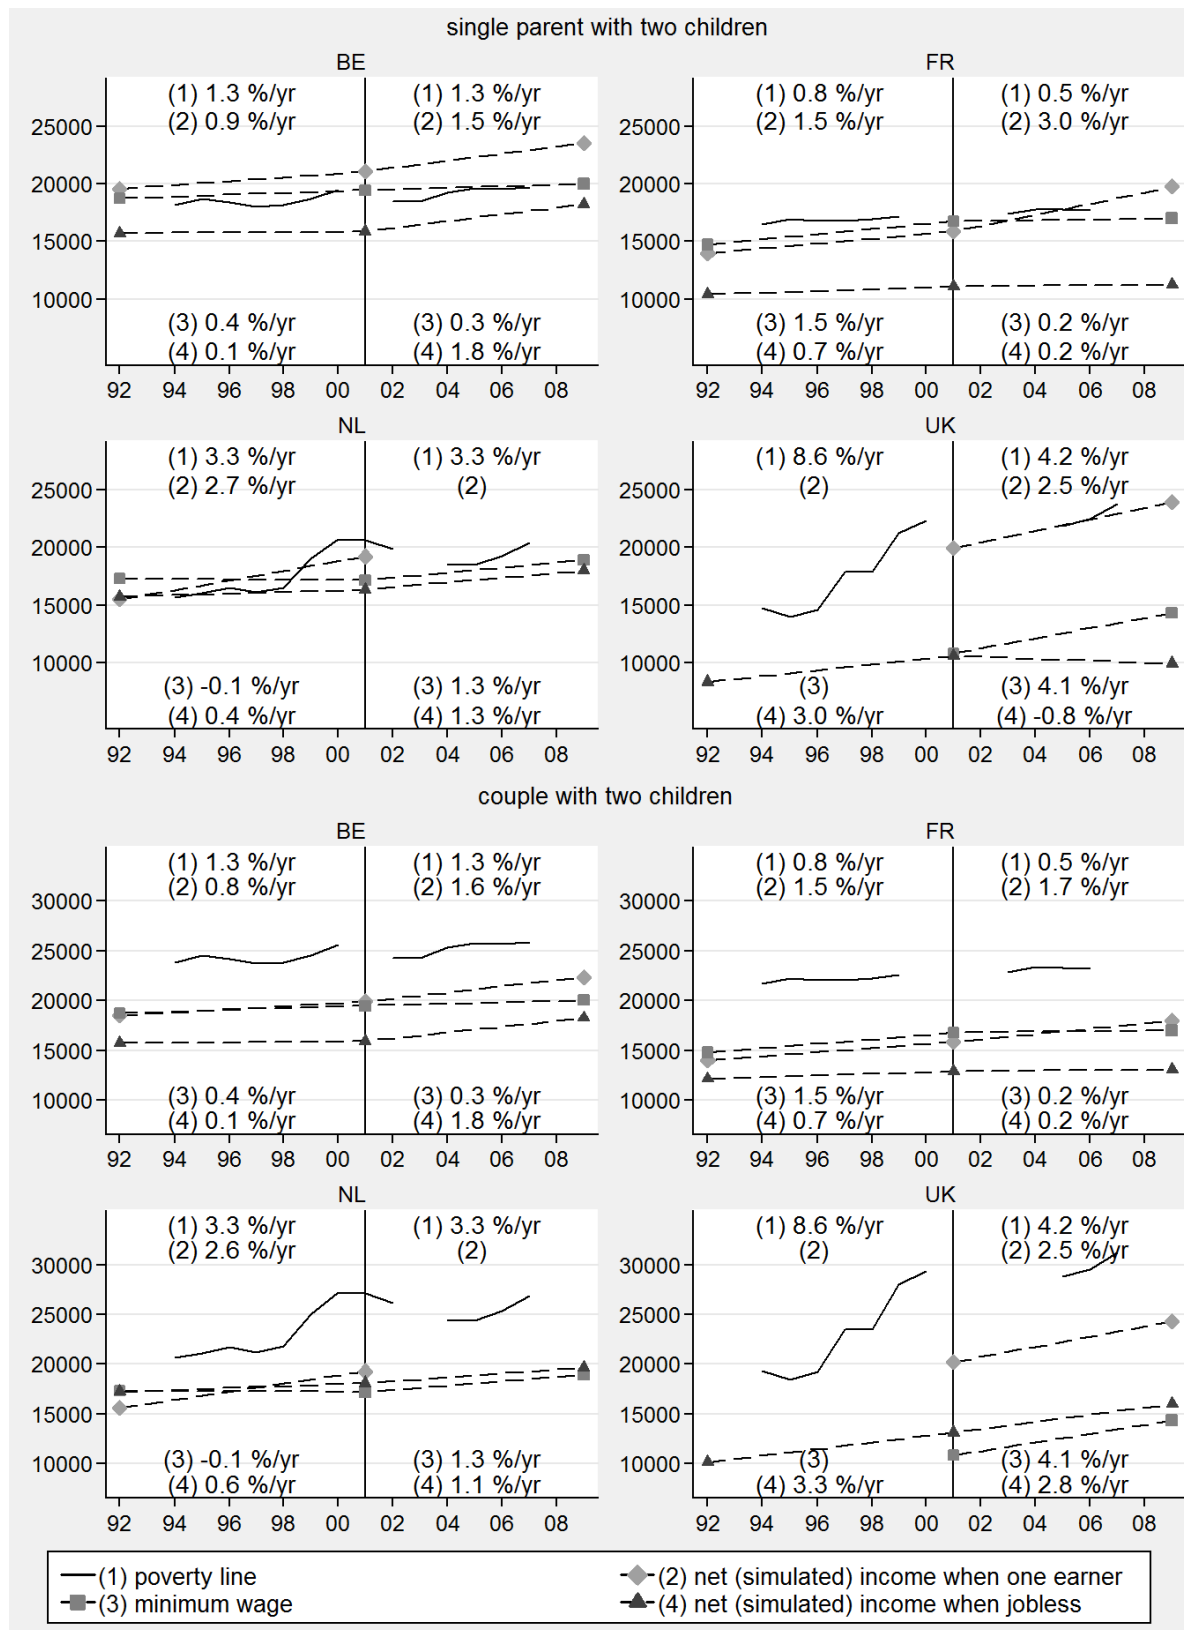 single parent with two children
BE
FR
(1) 1.3 %/yr
(1) 1.3 %/yr
(2) 0.9 %/yr
(2) 1.5 %/yr
(1) 0.8 %/yr
(1) 0.5 %/yr
(2) 1.5 %/yr
(2) 3.0 %/yr
25000
20000
15000
10000
25000
20000
15000
10000
(3) 0.4 %/yr
(3) 0.3 %/yr
(4) 0.1 %/yr
(4) 1.8 %/yr
(3) 1.5 %/yr
(3) 0.2 %/yr
(4) 0.7 %/yr
(4) 0.2 %/yr
92 94 96 98 00 02 04 06 08
92 94 96 98 00 02 04 06 08
NL
UK
(1) 3.3 %/yr
(1) 3.3 %/yr
(2) 2.7 %/yr
(2)
(1) 8.6 %/yr
(1) 4.2 %/yr
(2)
(2) 2.5 %/yr
25000
20000
15000
10000
25000
20000
15000
10000
(3) -0.1 %/yr
(3) 1.3 %/yr
(4) 0.4 %/yr
(4) 1.3 %/yr
(3)
(3) 4.1 %/yr
(4) 3.0 %/yr
(4) -0.8 %/yr
92 94 96 98 00 02 04 06 08
92 94 96 98 00 02 04 06 08
couple with two children
BE
FR
(1) 1.3 %/yr
(1) 1.3 %/yr
(2) 0.8 %/yr
(2) 1.6 %/yr
(1) 0.8 %/yr
(1) 0.5 %/yr
(2) 1.5 %/yr
(2) 1.7 %/yr
30000
25000
20000
15000
10000
30000
25000
20000
15000
10000
(3) 0.4 %/yr
(3) 0.3 %/yr
(4) 0.1 %/yr
(4) 1.8 %/yr
(3) 1.5 %/yr
(3) 0.2 %/yr
(4) 0.7 %/yr
(4) 0.2 %/yr
92 94 96 98 00 02 04 06 08
92 94 96 98 00 02 04 06 08
NL
UK
(1) 3.3 %/yr
(1) 3.3 %/yr
(2) 2.6 %/yr
(2)
(1) 8.6 %/yr
(1) 4.2 %/yr
(2)
(2) 2.5 %/yr
30000
25000
20000
15000
10000
30000
25000
20000
15000
10000
(3) -0.1 %/yr
(3) 1.3 %/yr
(4) 0.6 %/yr
(4) 1.1 %/yr
(3)
(3) 4.1 %/yr
(4) 3.3 %/yr
(4) 2.8 %/yr
92 94 96 98 00 02 04 06 08
92 94 96 98 00 02 04 06 08
(1) poverty line
(2) net (simulated) income when one earner
(3) minimum wage
(4) net (simulated) income when jobless